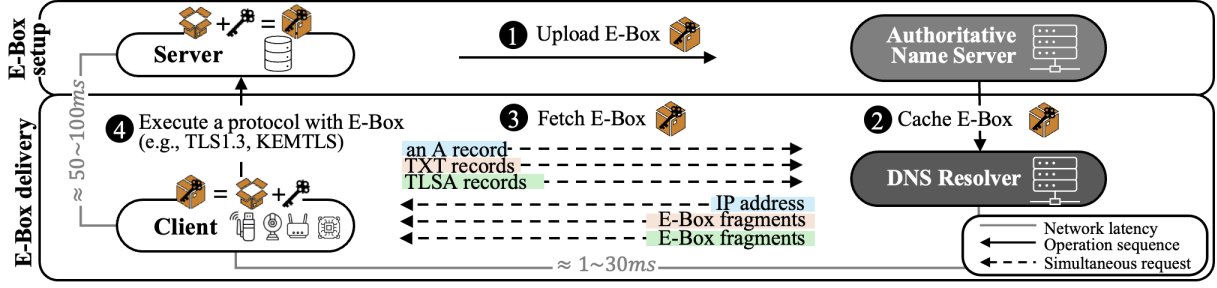 E-Box
setup
+ =
Server
❶ Upload E-Box
Authoritative
Name Server
≈ 50~100ms
E-Box delivery
❹ Execute a protocol with E-Box
(e.g., TLS1.3, KEMTLS)
= +
Client
❸ Fetch E-Box
an A record
TXT records
TLSA records
IP address
E-Box fragments
E-Box fragments
❷ Cache E-Box
DNS Resolver
Network latency
Operation sequence
Simultaneous request
≈ 1~30ms